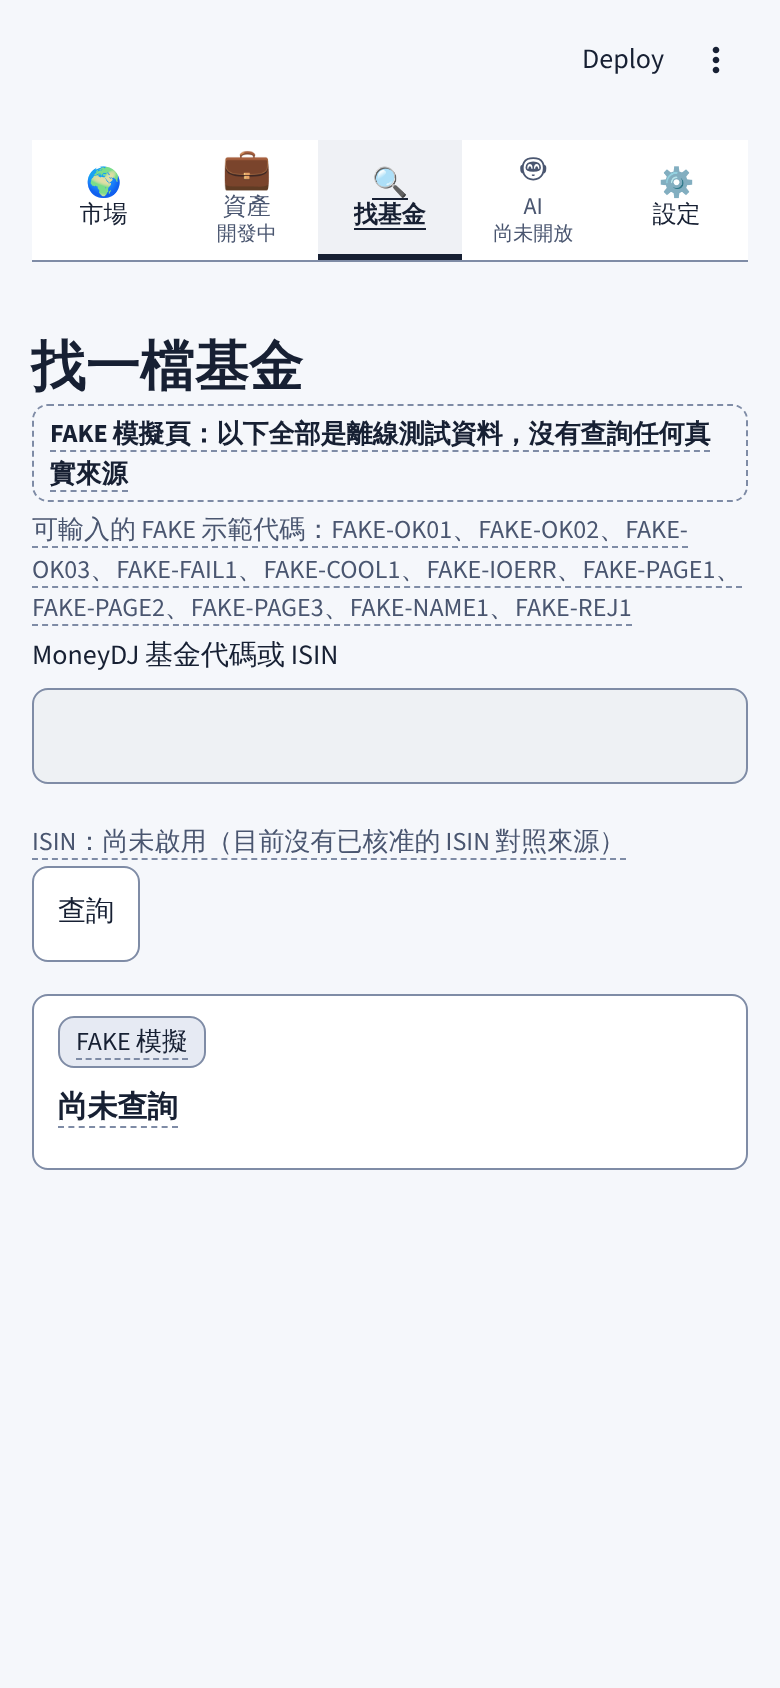 Deploy
市場
資產
開發中
找基金
AI
尚未開放
設定
找一檔基金
FAKE 模擬頁：以下全部是離線測試資料，沒有查詢任何真
實來源
可輸入的 FAKE 示範代碼：FAKE-OK01、FAKE-OK02、FAKE-
OK03、FAKE-FAIL1、FAKE-COOL1、FAKE-IOERR、FAKE-PAGE1、
FAKE-PAGE2、FAKE-PAGE3、FAKE-NAME1、FAKE-REJ1
MoneyDJ 基金代碼或 ISIN
ISIN：尚未啟用（目前沒有已核准的 ISIN 對照來源）
查詢
FAKE 模擬
尚未查詢